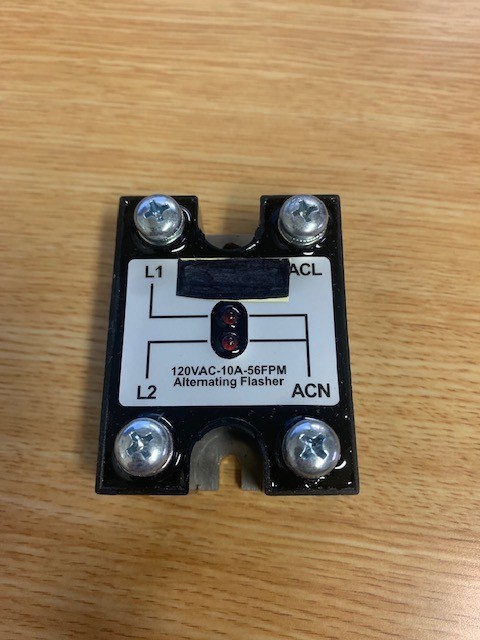 L1 ACL
120VAC-10A-56FPM
Alternating Flasher
L2 ACN